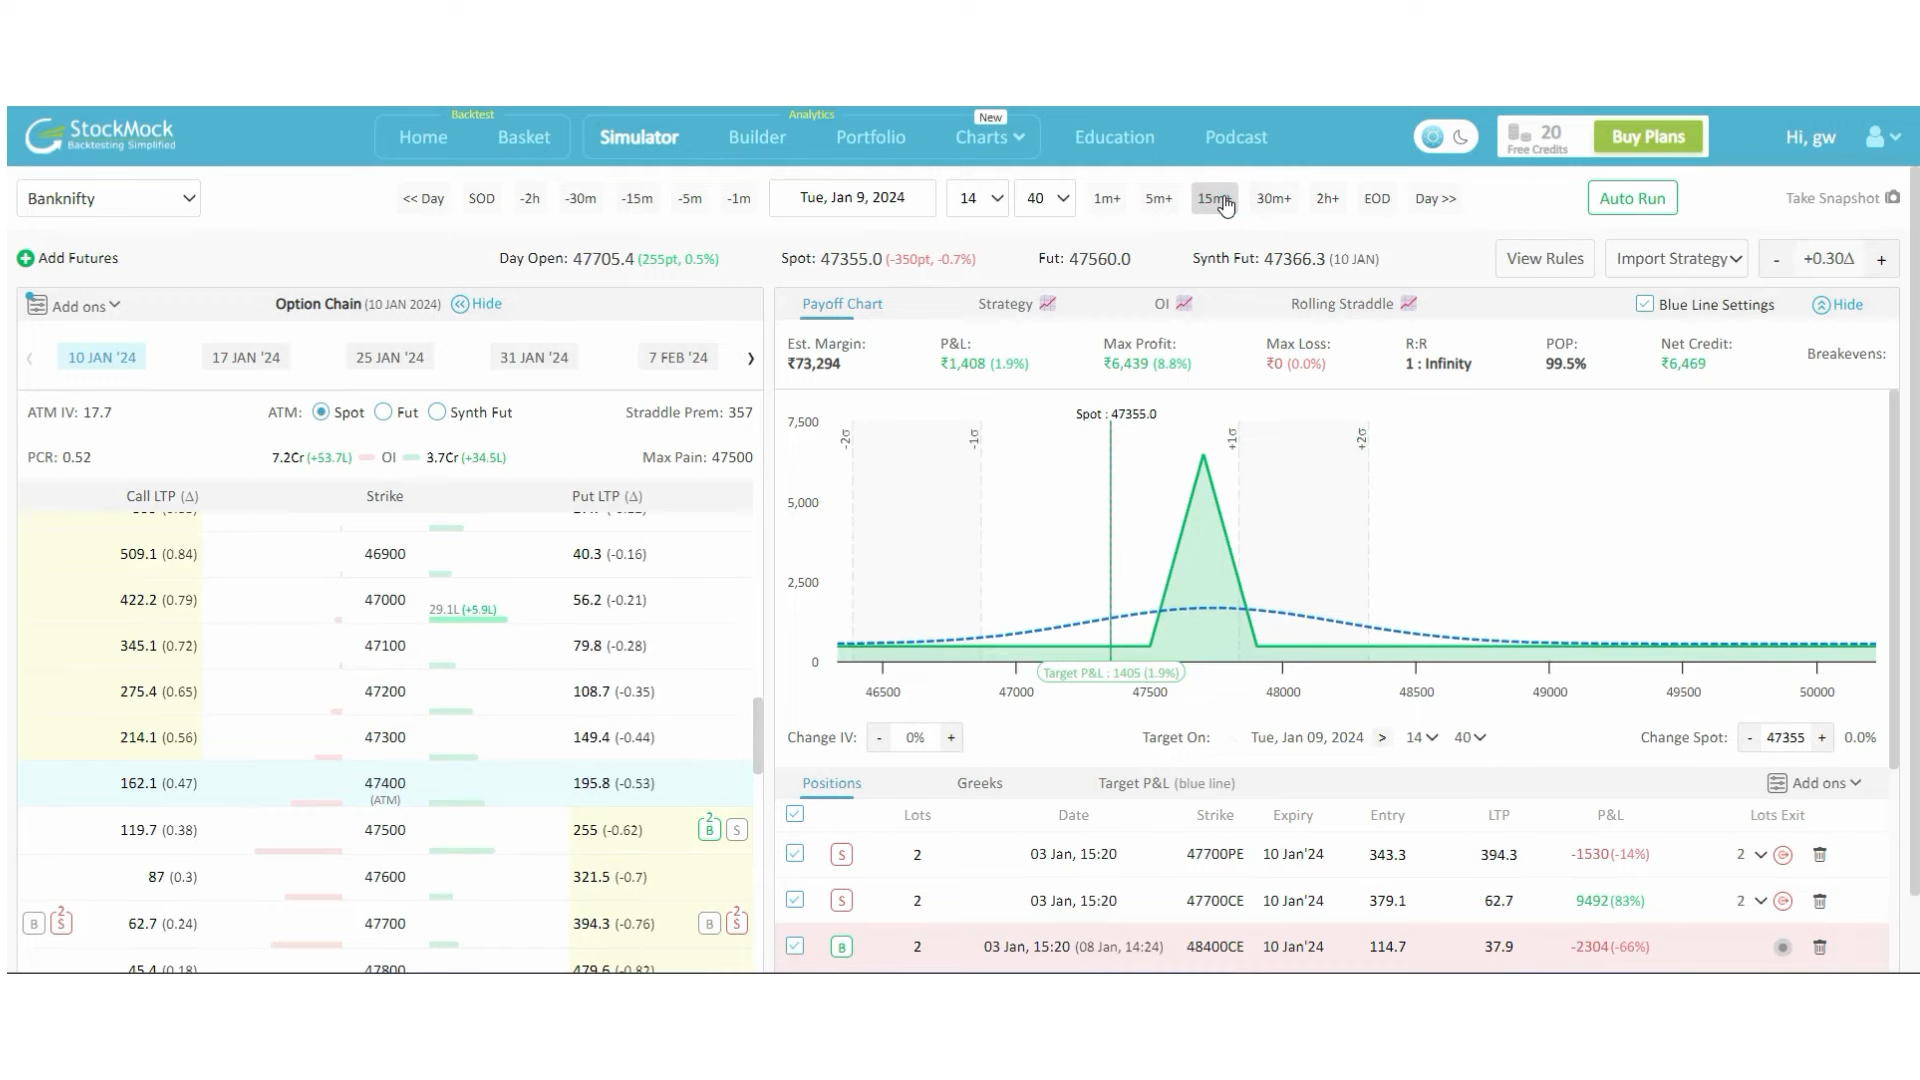 Backtest
Analytics
New
StockMock
Backtesting Simplified
Home Basket Simulator Builder Portfolio Charts Education Podcast
20
Free Credits
Buy Plans
Hi, gw
Banknifty
<< Day SOD -2h -30m -15m -5m -1m Tue, Jan 9, 2024 14 40 1m+ 5m+ 30m+ 2h+ EOD Day >>
Auto Run
Take Snapshot
Add Futures
Day Open: 47705.4 (255pt, 0.5%) Spot: 47355.0 (-350pt, -0.7%) Fut: 47560.0 Synth Fut: 47366.3 (10 JAN)
View Rules Import Strategy - +0.30Δ +
Add ons Option Chain (10 JAN 2024) Hide
10 JAN '24 17 JAN '24 25 JAN '24 31 JAN '24 7 FEB '24
ATM IV: 17.7 ATM: Spot Fut Synth Fut Straddle Prem: 357
PCR: 0.52 7.2Cr (+53.7L) OI 3.7Cr (+34.5L) Max Pain: 47500
Call LTP (Δ) Strike Put LTP (Δ)
509.1 (0.84) 46900 40.3 (-0.16)
422.2 (0.79) 47000 29.1L (+5.9L) 56.2 (-0.21)
345.1 (0.72) 47100 79.8 (-0.28)
275.4 (0.65) 47200 108.7 (-0.35)
214.1 (0.56) 47300 149.4 (-0.44)
162.1 (0.47) 47400 195.8 (-0.53)
(ATM)
119.7 (0.38) 47500 255 (-0.62) 2 B S
87 (0.3) 47600 321.5 (-0.7)
B 2 S 62.7 (0.24) 47700 394.3 (-0.76) B 2 S
45.4 (0.18) 47800 479.6 (-0.82)
Payoff Chart Strategy OI Rolling Straddle Blue Line Settings Hide
Est. Margin: P&L: Max Profit: Max Loss: R:R POP: Net Credit: Breakevens:
₹73,294 ₹1,408 (1.9%) ₹6,439 (8.8%) ₹0 (0.0%) 1 : Infinity 99.5% ₹6,469
Spot : 47355.0
-2σ -1σ +1σ +2σ
7,500
5,000
2,500
0
Target P&L : 1405 (1.9%)
46500 47000 47500 48000 48500 49000 49500 50000
Change IV: - 0% + Target On: Tue, Jan 09, 2024 > 14 40 Change Spot: - 47355 + 0.0%
Positions Greeks Target P&L (blue line) Add ons
Lots Date Strike Expiry Entry LTP P&L Lots Exit
S 2 03 Jan, 15:20 47700PE 10 Jan'24 343.3 394.3 -1530(-14%) 2
S 2 03 Jan, 15:20 47700CE 10 Jan'24 379.1 62.7 9492(83%) 2
B 2 03 Jan, 15:20 (08 Jan, 14:24) 48400CE 10 Jan'24 114.7 37.9 -2304(-66%)